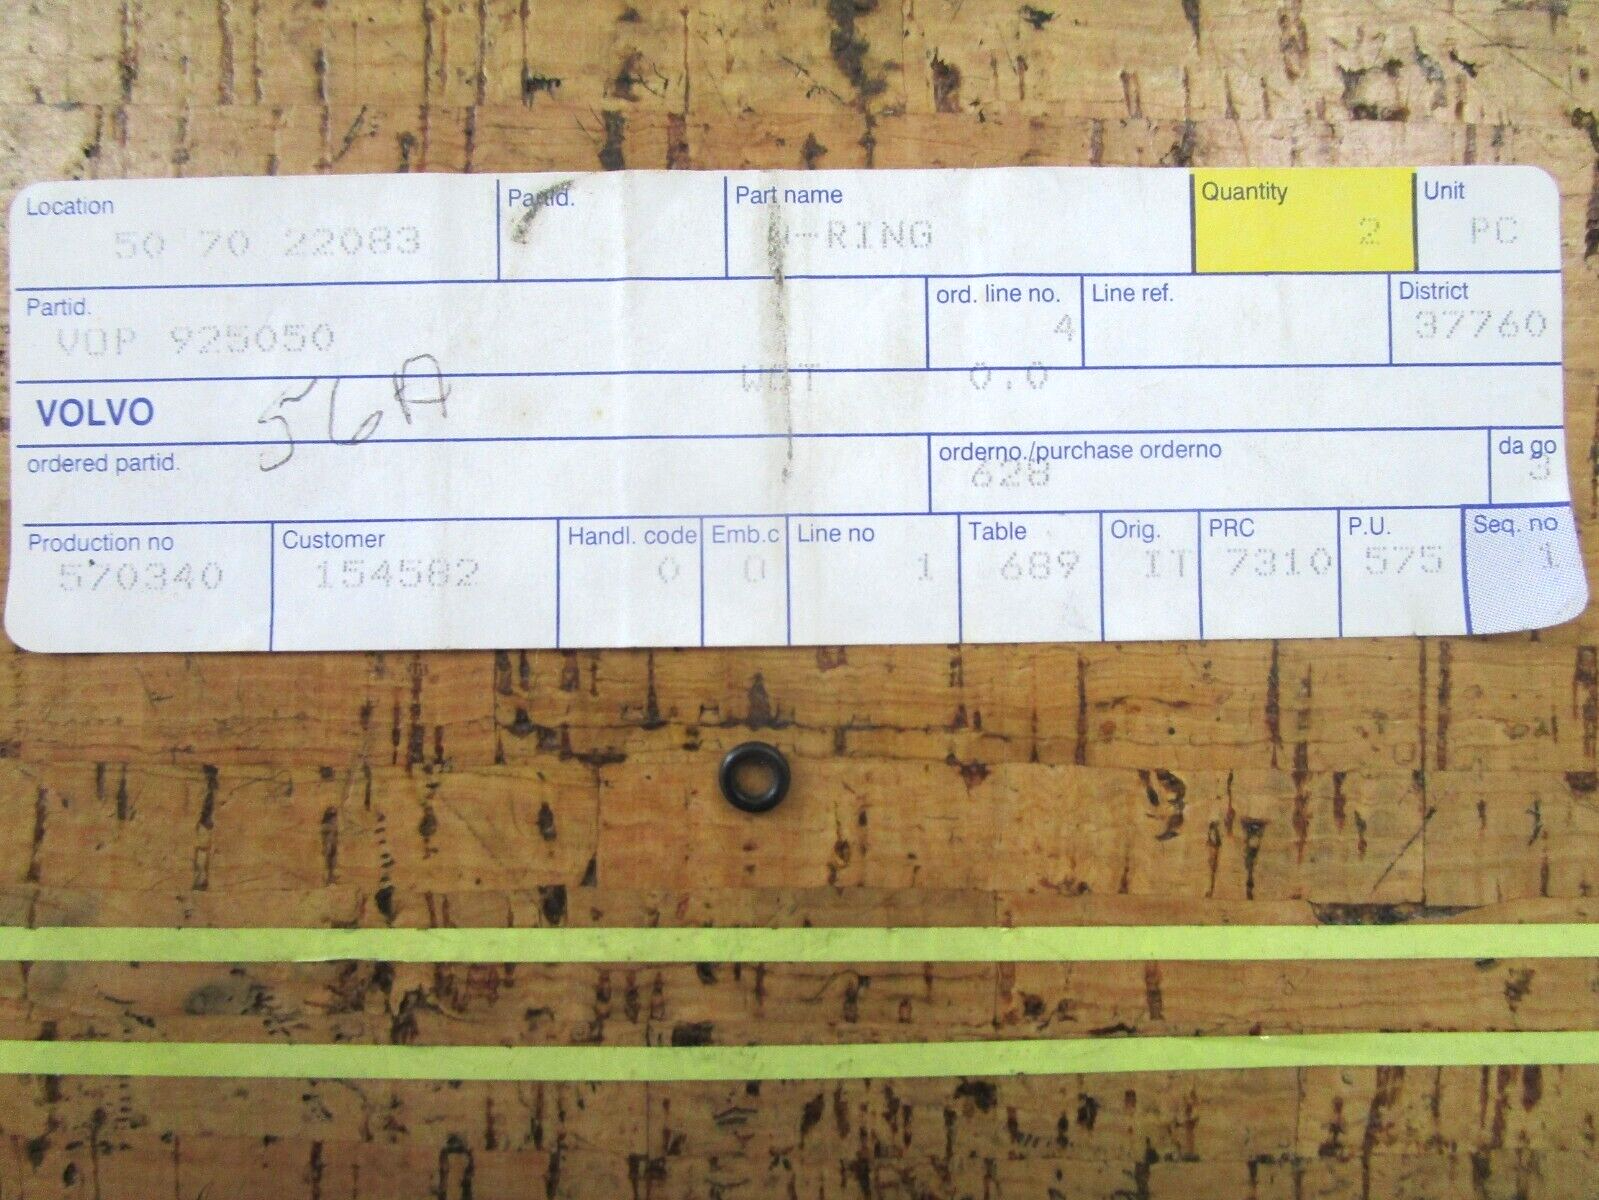 Location Partid. Part name Quantity Unit
50 70 22083 O-RING 2 PC
Partid. ord. line no. Line ref. District
VOP 925050 4 37760
WGT 0.0
VOLVO 56A
ordered partid. orderno./purchase orderno da go
628 3
Production no Customer Handl. code Emb.c Line no Table Orig. PRC P.U. Seq. no
570340 154582 0 0 1 689 IT 7310 575 1